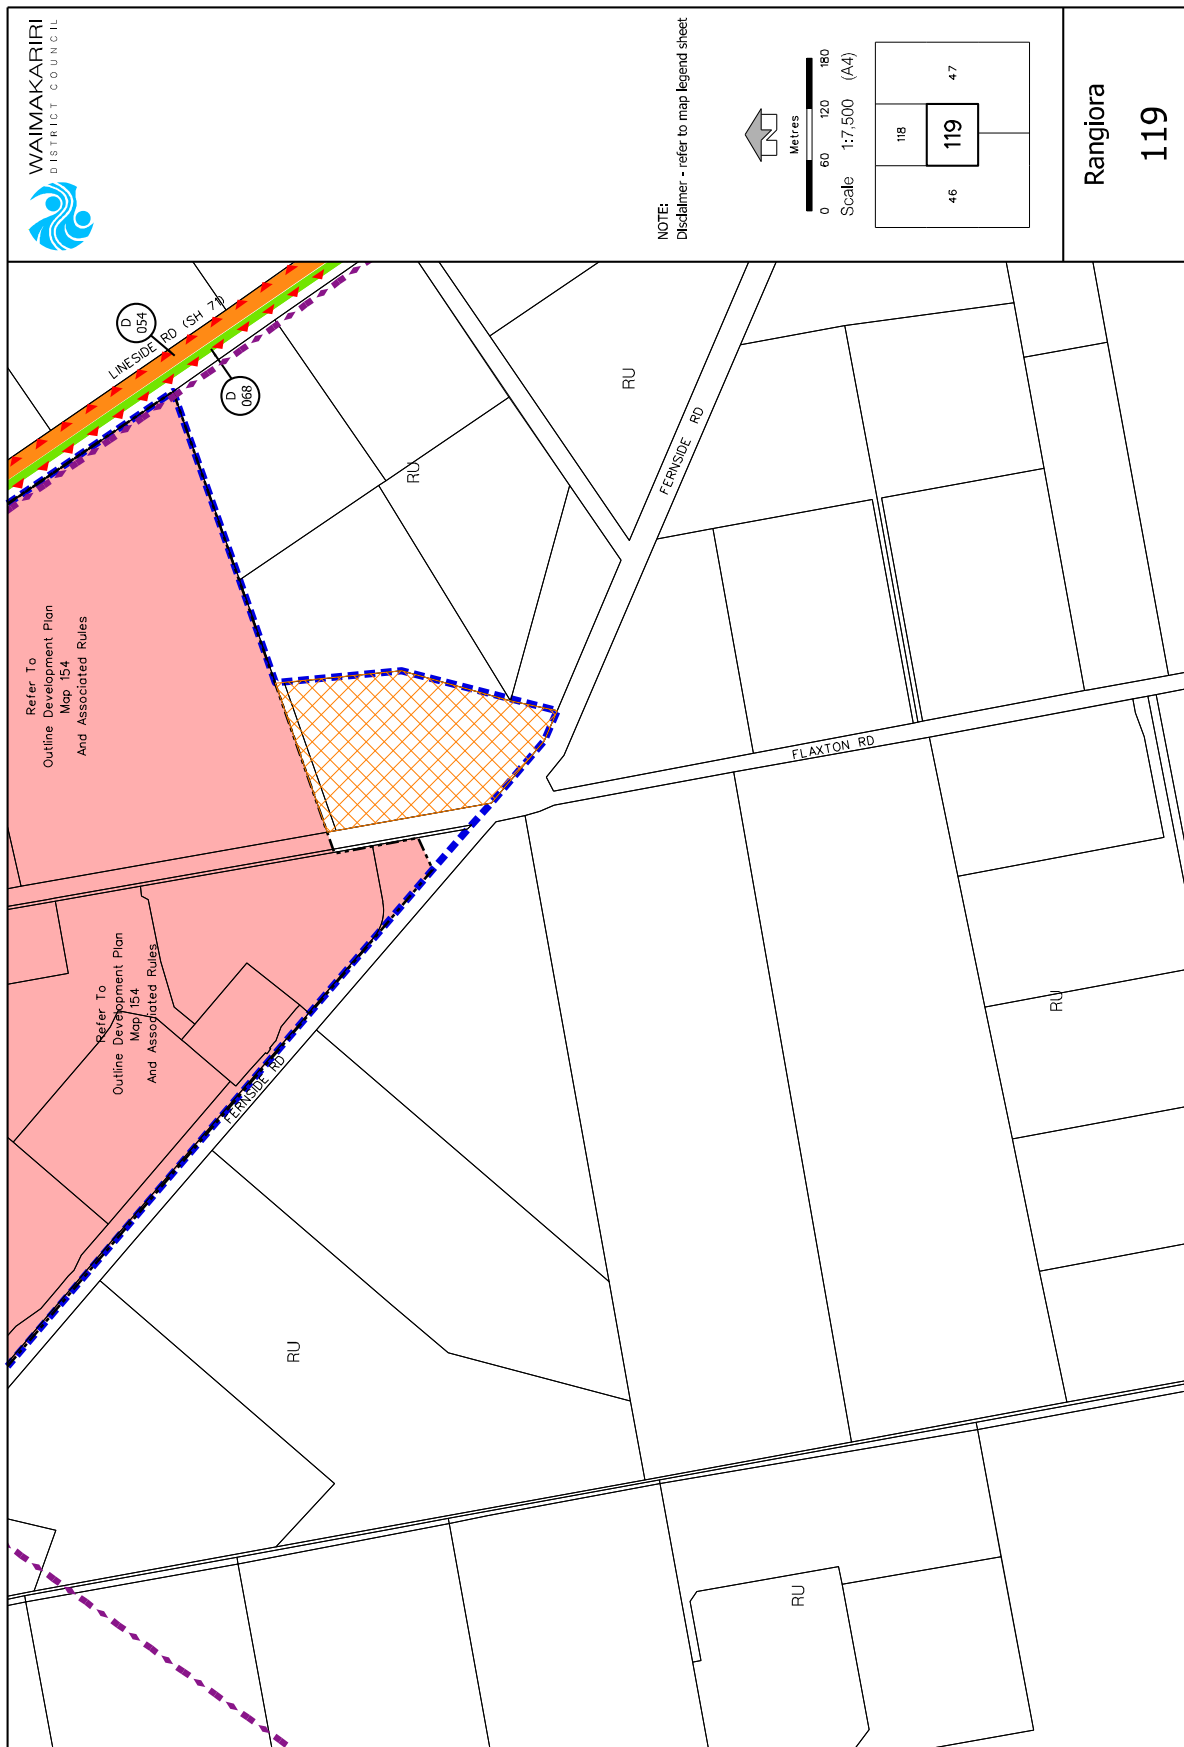 WAIMAKARIRI
DISTRICT COUNCIL
NOTE:
Disclaimer - refer to map legend sheet
Metres
0 60 120 180
Scale 1:7,500 (A4)
46
118
119
47
Rangiora
119
D
054
LINESIDE RD (SH 71)
D
068
RU
RU
FERNSIDE RD
Refer To
Outline Development Plan
Map 154
And Associated Rules
FLAXTON RD
Refer To
Outline Development Plan
Map 154
And Associated Rules
FERNSIDE RD
RU
RU
RU